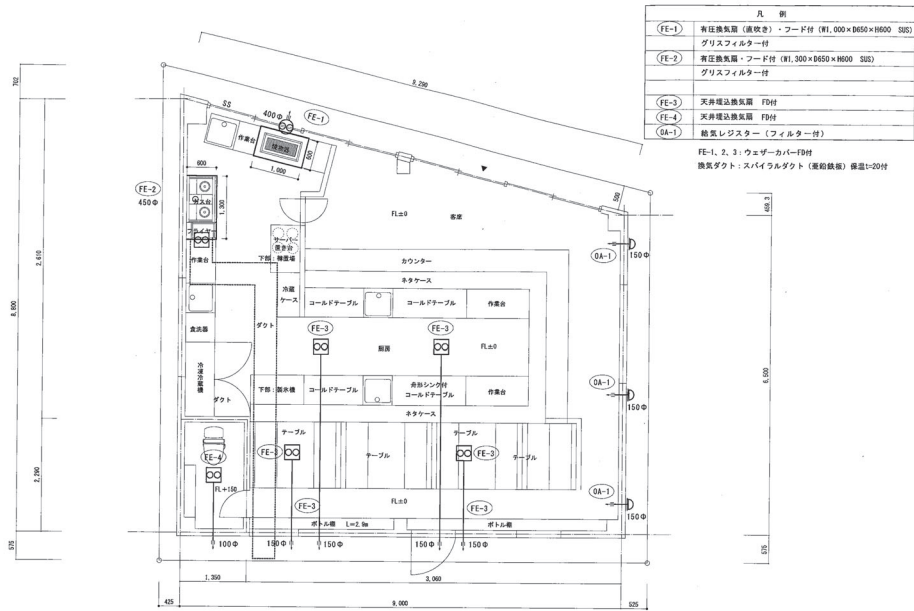 凡 例
FE-1 有圧換気扇（直吹き）・フード付（W1,000×D650×H600 SUS）
グリスフィルター付
FE-2 有圧換気扇・フード付（W1,300×D650×H600 SUS）
グリスフィルター付
FE-3 天井埋込換気扇 FD付
FE-4 天井埋込換気扇 FD付
OA-1 給気レジスター（フィルター付）
FE-1、2、3：ウェザーカバーFD付
換気ダクト：スパイラルダクト（亜鉛鉄板）保温t=20付
9,290
702
SS
400Φ
FE-1
作業台
焼物器
600
1,000
600
FE-2
450Φ
ガス台
1,300
フライヤー
作業台
FL±0
客席
500
459.3
サーバー
置き台
下部：樽置場
OA-1
150Φ
カウンター
ネタケース
冷蔵
ケース
コールドテーブル
コールドテーブル
作業台
2,610
8,600
食洗器
ダクト
FE-3
FE-3
厨房
FL±0
6,500
冷凍冷蔵機
ダクト
下部：製氷機
コールドテーブル
舟形シンク付
コールドテーブル
作業台
OA-1
150Φ
ネタケース
テーブル
テーブル
FE-3
テーブル
FE-3
テーブル
FE-4
2,290
FL+150
FE-3
FL±0
FE-3
OA-1
150Φ
ボトル棚 L=2.9m
ボトル棚
575
100Φ
150Φ
150Φ
150Φ
150Φ
575
1,350
3,060
425
9,000
525